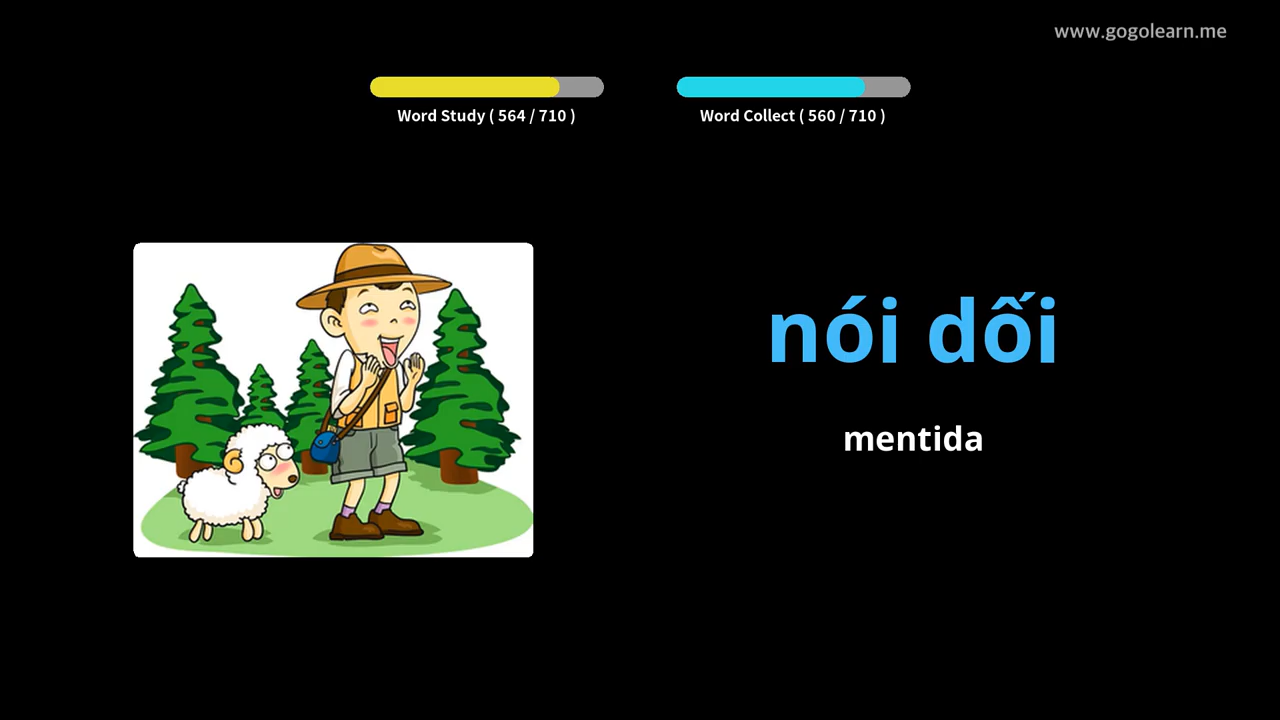 www.gogolearn.me
Word Study ( 564 / 710 )
Word Collect ( 560 / 710 )
nói dối
mentida